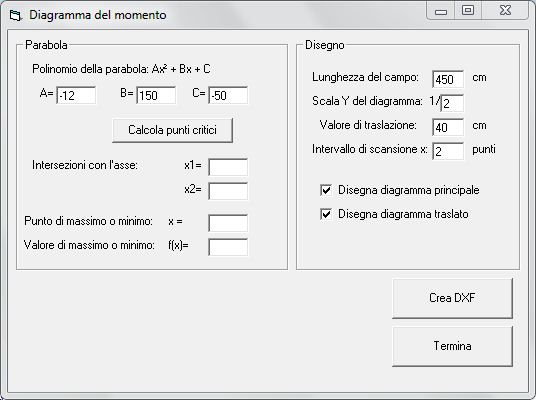 Diagramma del momento
Parabola
Polinomio della parabola: Ax² + Bx + C
A= -12 B= 150 C= -50
Calcola punti critici
Intersezioni con l'asse: x1=
x2=
Punto di massimo o minimo: x =
Valore di massimo o minimo: f(x)=
Disegno
Lunghezza del campo: 450 cm
Scala Y del diagramma: 1/ 2
Valore di traslazione: 40 cm
Intervallo di scansione x: 2 punti
Disegna diagramma principale
Disegna diagramma traslato
Crea DXF
Termina